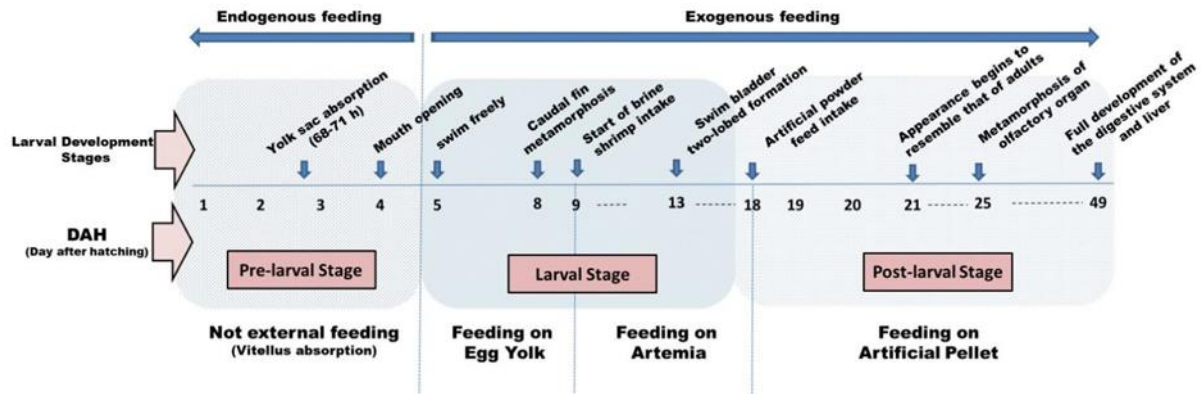 Endogenous feeding
Exogenous feeding
Larval Development
Stages
Yolk sac absorption
(68-71 h)
Mouth opening
swim freely
Caudal fin
metamorphosis
Start of brine
shrimp intake
Swim bladder
two-lobed formation
Artificial powder
feed intake
Appearance begins to
resemble that of adults
Metamorphosis of
olfactory organ
Full development of
the digestive system
and liver
DAH
(Day after hatching)
1 2 3 4 5 8 9 13 18 19 20 21 25 49
Pre-larval Stage
Larval Stage
Post-larval Stage
Not external feeding
(Vitellus absorption)
Feeding on
Egg Yolk
Feeding on
Artemia
Feeding on
Artificial Pellet